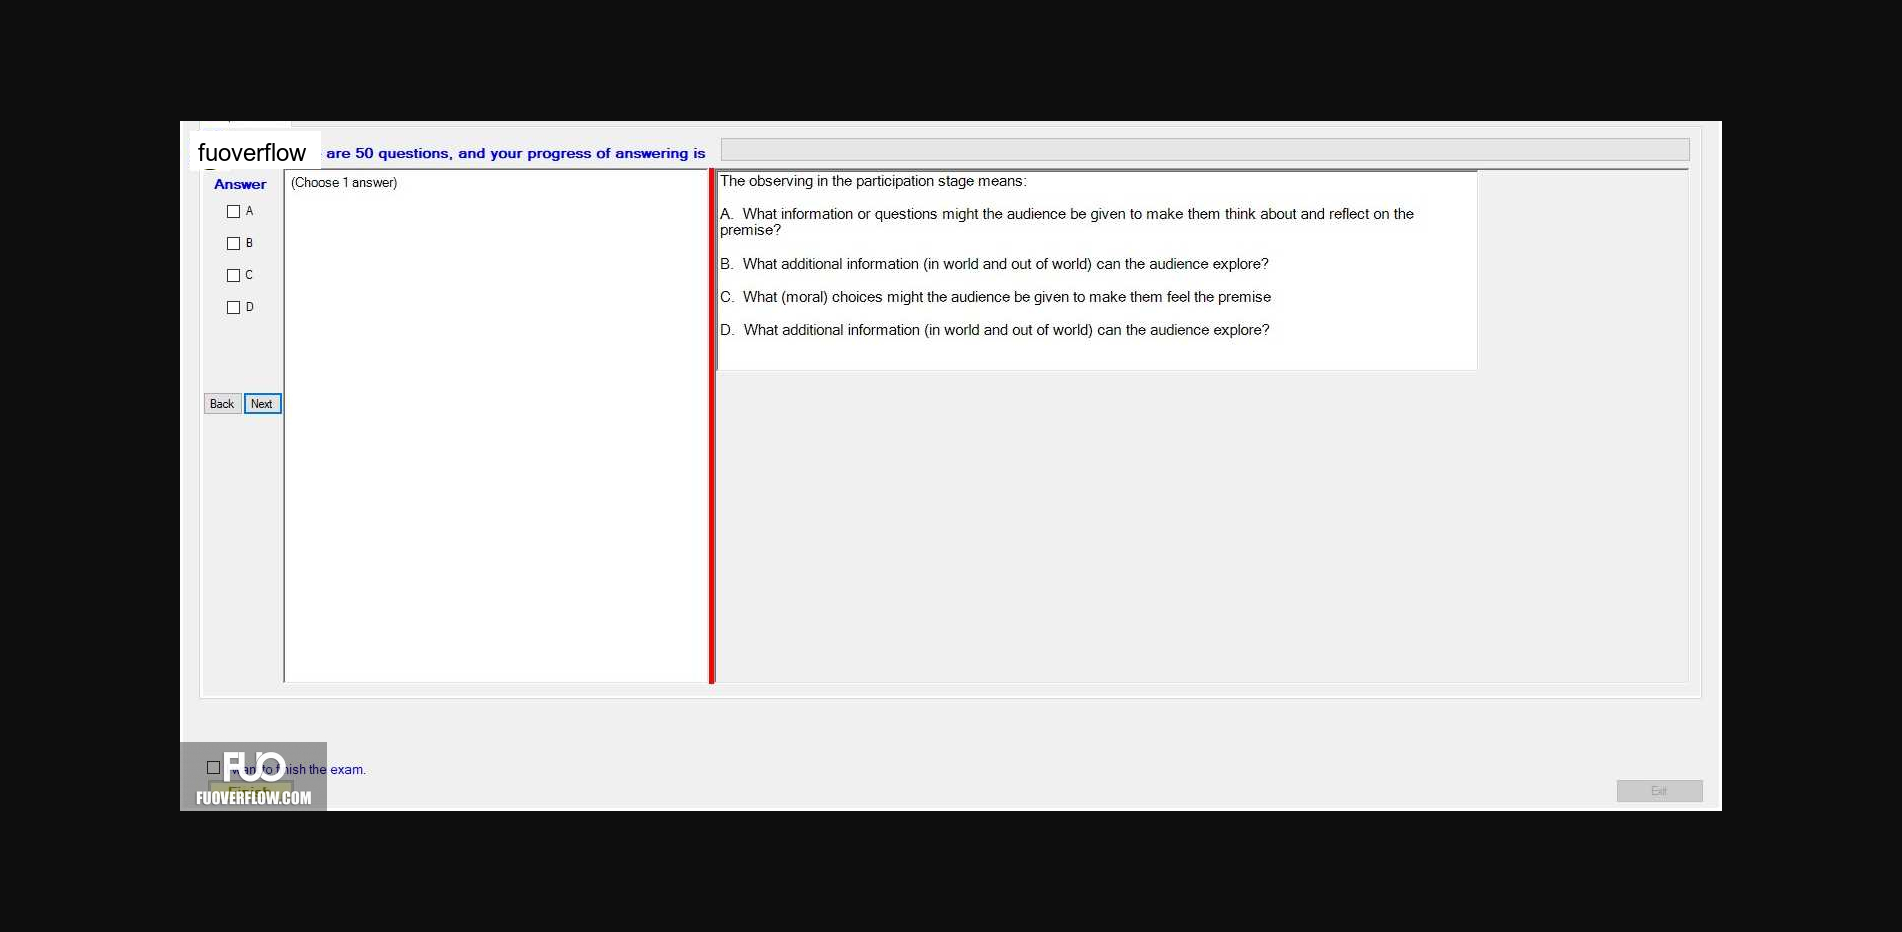 fuoverflow are 50 questions, and your progress of answering is
Answer
(Choose 1 answer)
A
B
C
D
Back Next
The observing in the participation stage means:
A. What information or questions might the audience be given to make them think about and reflect on the
premise?
B. What additional information (in world and out of world) can the audience explore?
C. What (moral) choices might the audience be given to make them feel the premise
D. What additional information (in world and out of world) can the audience explore?
FUO
want to finish the exam.
Finish
FUOVERFLOW.COM
Exit